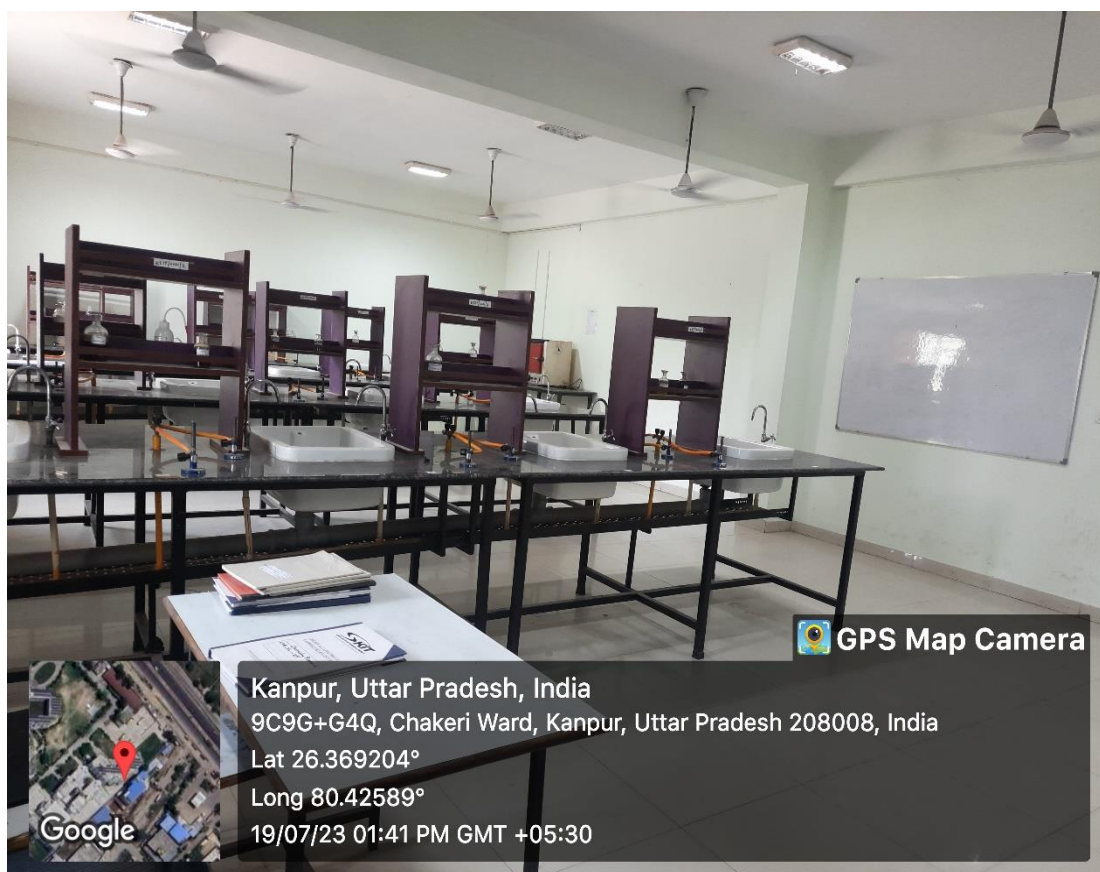 KIT
GPS Map Camera
Kanpur, Uttar Pradesh, India
9C9G+G4Q, Chakeri Ward, Kanpur, Uttar Pradesh 208008, India
Lat 26.369204°
Long 80.42589°
19/07/23 01:41 PM GMT +05:30
Google